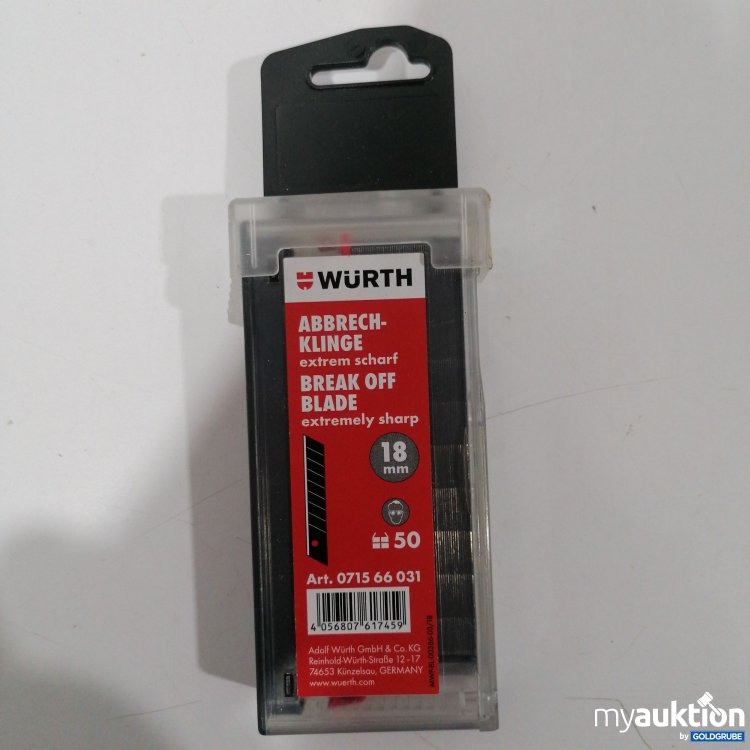 WÜRTH
ABBRECH-
KLINGE
extrem scharf
BREAK OFF
BLADE
extremely sharp
18
mm
50
Art. 0715 66 031
4 056807 617459
Adolf Würth GmbH & Co. KG
Reinhold-Würth-Straße 12–17
74653 Künzelsau, GERMANY
www.wuerth.com
myauktion
by GOLDGRUBE